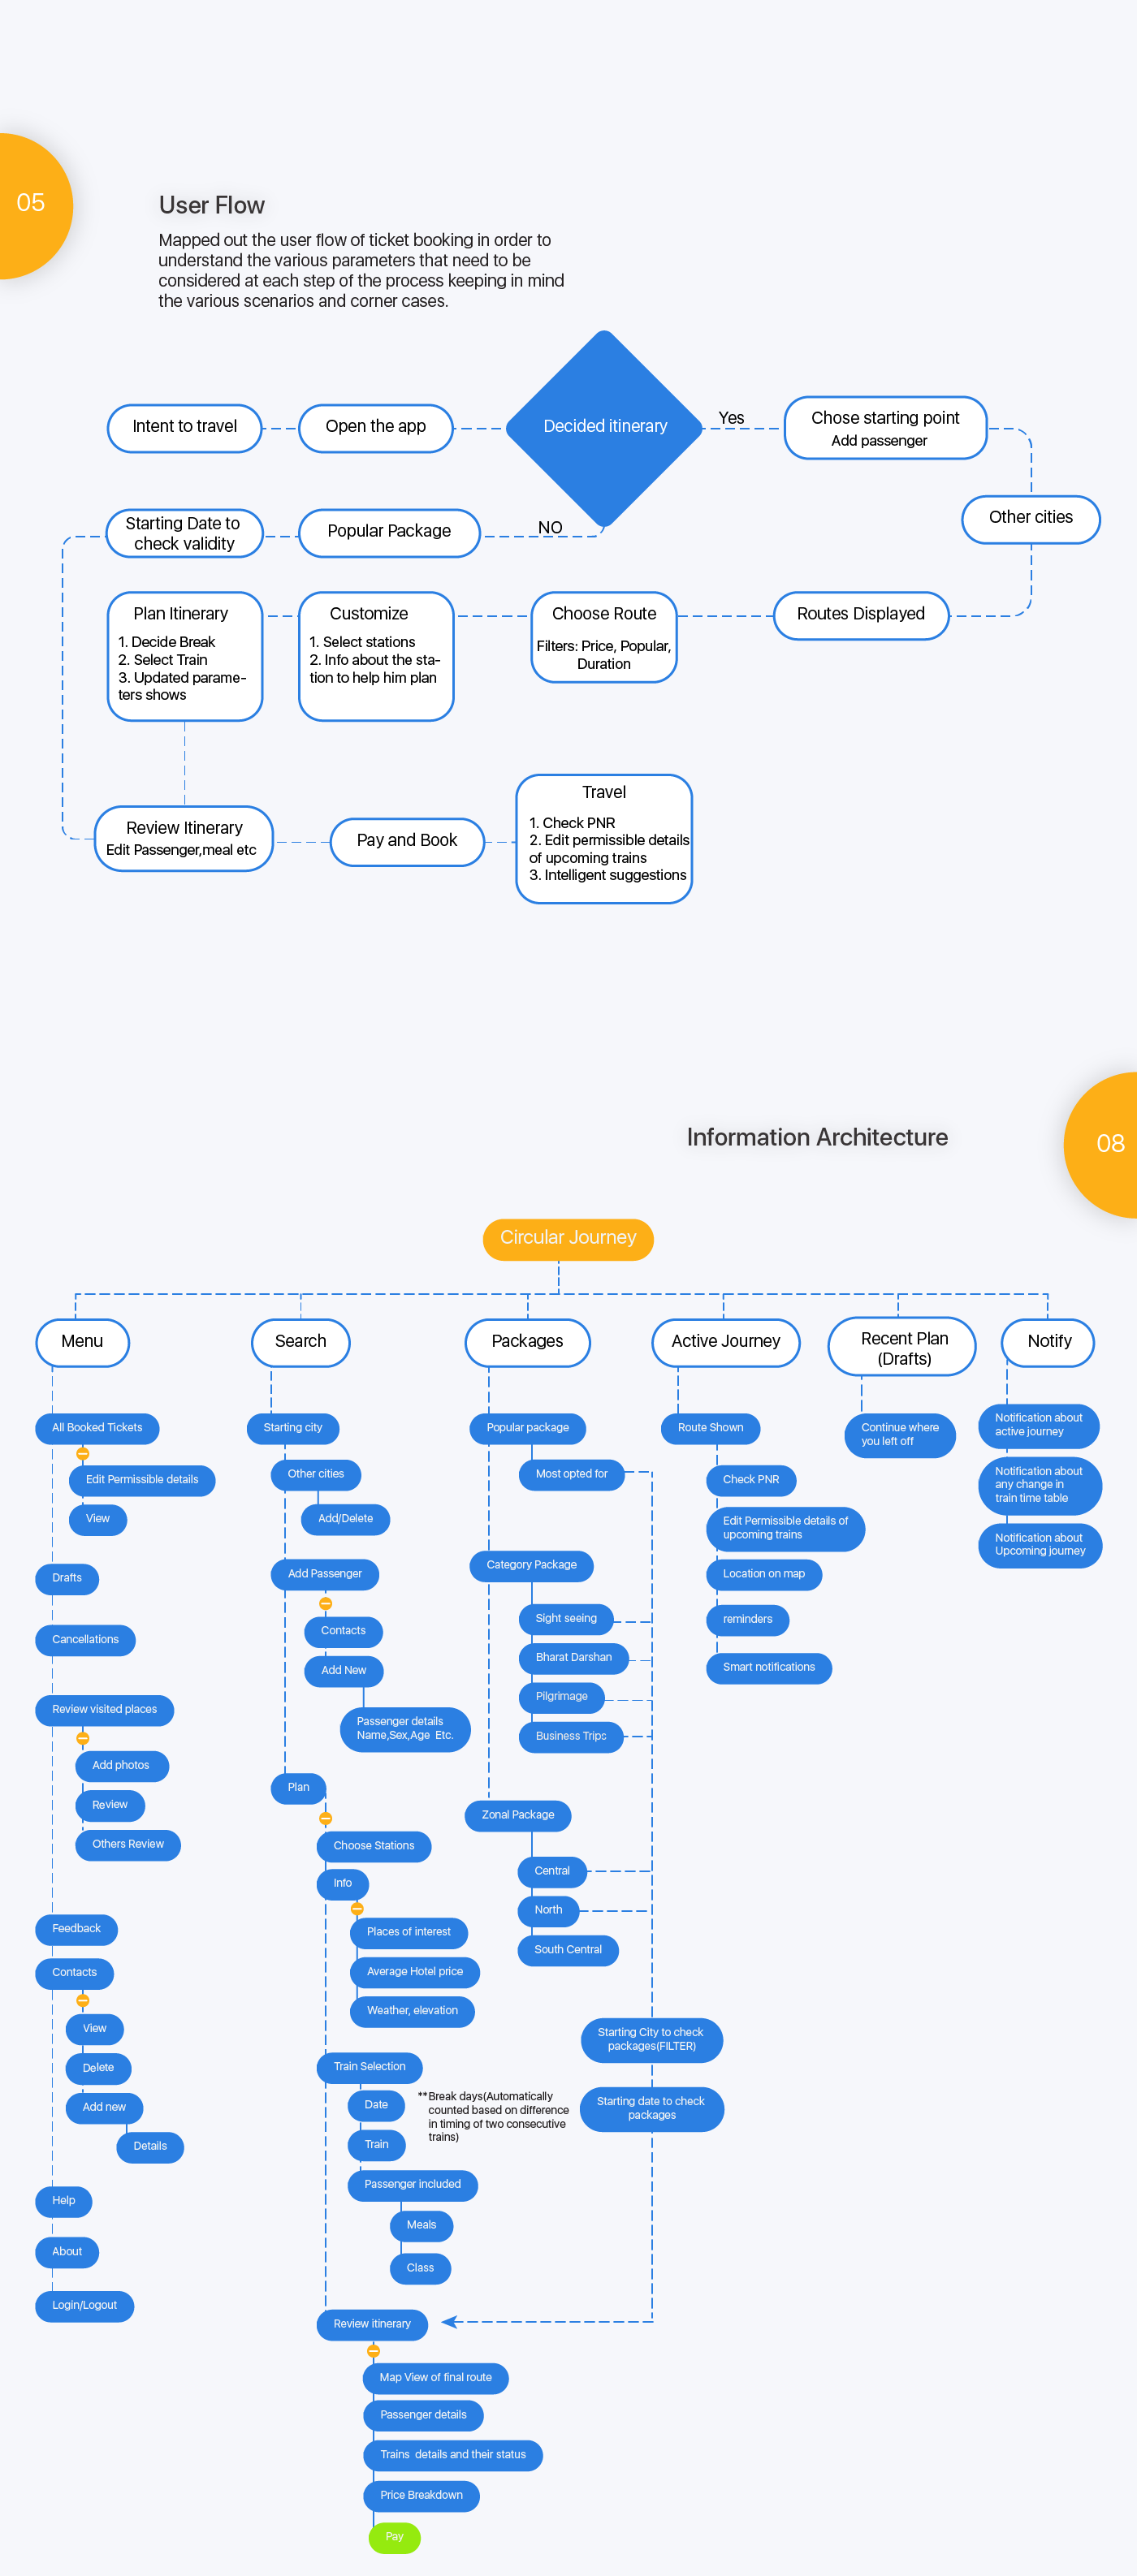 05
User Flow
Mapped out the user flow of ticket booking in order to
understand the various parameters that need to be
considered at each step of the process keeping in mind
the various scenarios and corner cases.
Intent to travel
Open the app
Decided itinerary
Yes
Chose starting point
Add passenger
Other cities
Starting Date to
check validity
Popular Package
NO
Plan Itinerary
1. Decide Break
2. Select Train
3. Updated parame-
ters shows
Customize
1. Select stations
2. Info about the sta-
tion to help him plan
Choose Route
Filters: Price, Popular,
Duration
Routes Displayed
Review Itinerary
Edit Passenger,meal etc
Pay and Book
Travel
1. Check PNR
2. Edit permissible details
of upcoming trains
3. Intelligent suggestions
Information Architecture
08
Circular Journey
Menu
Search
Packages
Active Journey
Recent Plan
(Drafts)
Notify
All Booked Tickets
Edit Permissible details
View
Drafts
Cancellations
Review visited places
Add photos
Review
Others Review
Feedback
Contacts
View
Delete
Add new
Details
Help
About
Login/Logout
Starting city
Other cities
Add/Delete
Add Passenger
Contacts
Add New
Passenger details
Name,Sex,Age Etc.
Plan
Choose Stations
Info
Places of interest
Average Hotel price
Weather, elevation
Train Selection
Date
Train
Passenger included
Meals
Class
**Break days(Automatically
counted based on difference
in timing of two consecutive
trains)
Review itinerary
Map View of final route
Passenger details
Trains details and their status
Price Breakdown
Pay
Popular package
Most opted for
Category Package
Sight seeing
Bharat Darshan
Pilgrimage
Business Trips
Zonal Package
Central
North
South Central
Starting City to check
packages(FILTER)
Starting date to check
packages
Route Shown
Check PNR
Edit Permissible details of
upcoming trains
Location on map
reminders
Smart notifications
Continue where
you left off
Notification about
active journey
Notification about
any change in
train time table
Notification about
Upcoming journey